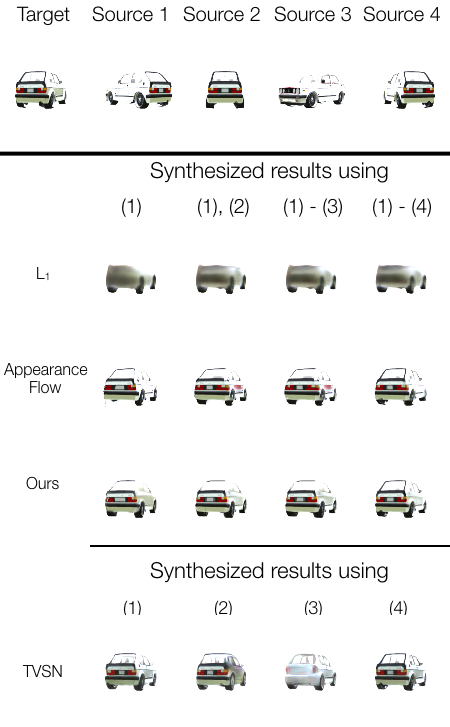 Target Source 1 Source 2 Source 3 Source 4
Synthesized results using
(1) (1), (2) (1) - (3) (1) - (4)
L₁
Appearance
Flow
Ours
Synthesized results using
(1) (2) (3) (4)
TVSN